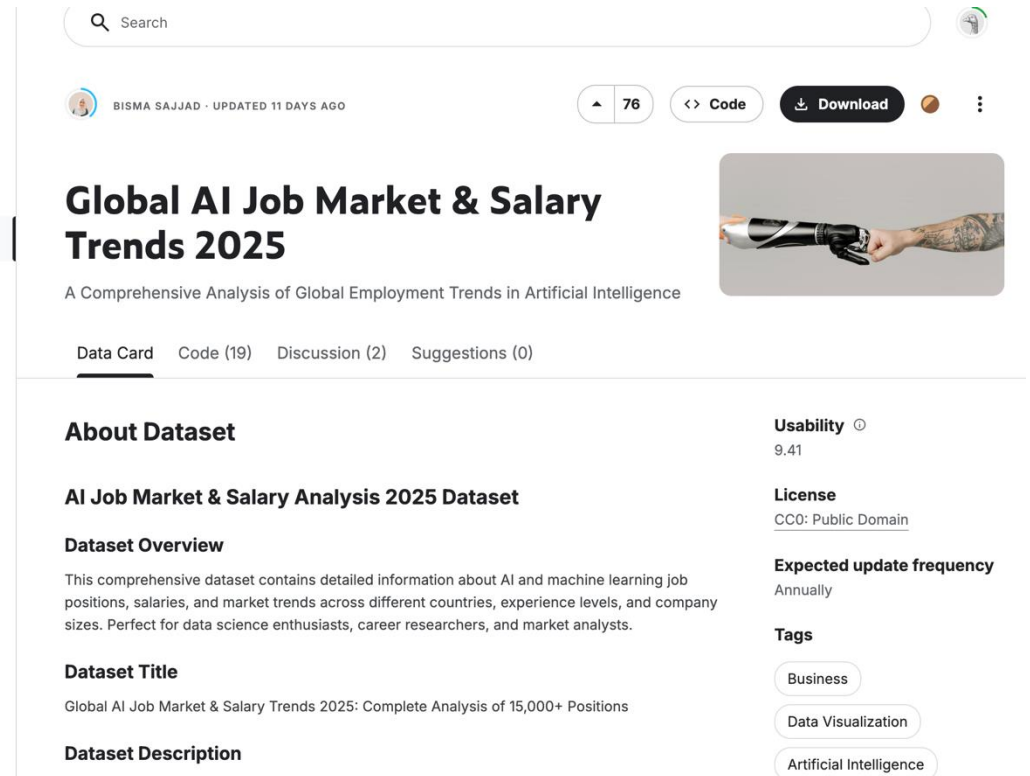 Search
BISMA SAJJAD · UPDATED 11 DAYS AGO
76
<> Code
Download
Global AI Job Market & Salary
Trends 2025
A Comprehensive Analysis of Global Employment Trends in Artificial Intelligence
Data Card
Code (19)
Discussion (2)
Suggestions (0)
About Dataset
AI Job Market & Salary Analysis 2025 Dataset
Dataset Overview
This comprehensive dataset contains detailed information about AI and machine learning job
positions, salaries, and market trends across different countries, experience levels, and company
sizes. Perfect for data science enthusiasts, career researchers, and market analysts.
Dataset Title
Global AI Job Market & Salary Trends 2025: Complete Analysis of 15,000+ Positions
Dataset Description
Usability
9.41
License
CC0: Public Domain
Expected update frequency
Annually
Tags
Business
Data Visualization
Artificial Intelligence